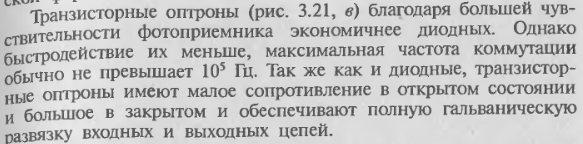 Транзисторные оптроны (рис. 3.21, в) благодаря большей чув-
ствительности фотоприемника экономичнее диодных. Однако
быстродействие их меньше, максимальная частота коммутации
обычно не превышает 10⁵ Гц. Так же как и диодные, транзистор-
ные оптроны имеют малое сопротивление в открытом состоянии
и большое в закрытом и обеспечивают полную гальваническую
развязку входных и выходных цепей.